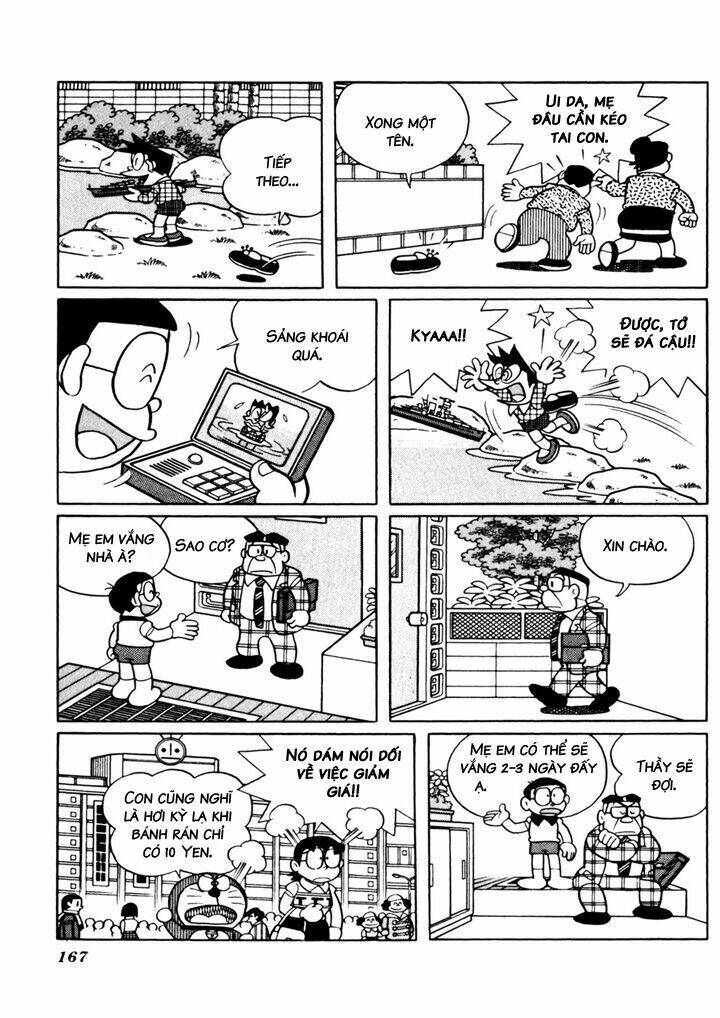 TIẾP
THEO...
XONG MỘT
TÊN.
UI DA, MẸ
ĐÂU CẦN KÉO
TAI CON.
SẢNG KHOÁI
QUÁ.
KYAAA!!
ĐƯỢC, TỚ
SẼ ĐÁ CẬU!!
MẸ EM VẮNG
NHÀ À?
SAO CƠ?
XIN CHÀO.
NÓ DÁM NÓI DỐI
VỀ VIỆC GIẢM
GIÁ!!
CON CŨNG NGHĨ
LÀ HƠI KỲ LẠ KHI
BÁNH RÁN CHỈ
CÓ 10 YEN.
MẸ EM CÓ THỂ SẼ
VẮNG 2-3 NGÀY ĐẤY
Ạ.
THẦY SẼ
ĐỢI.
167